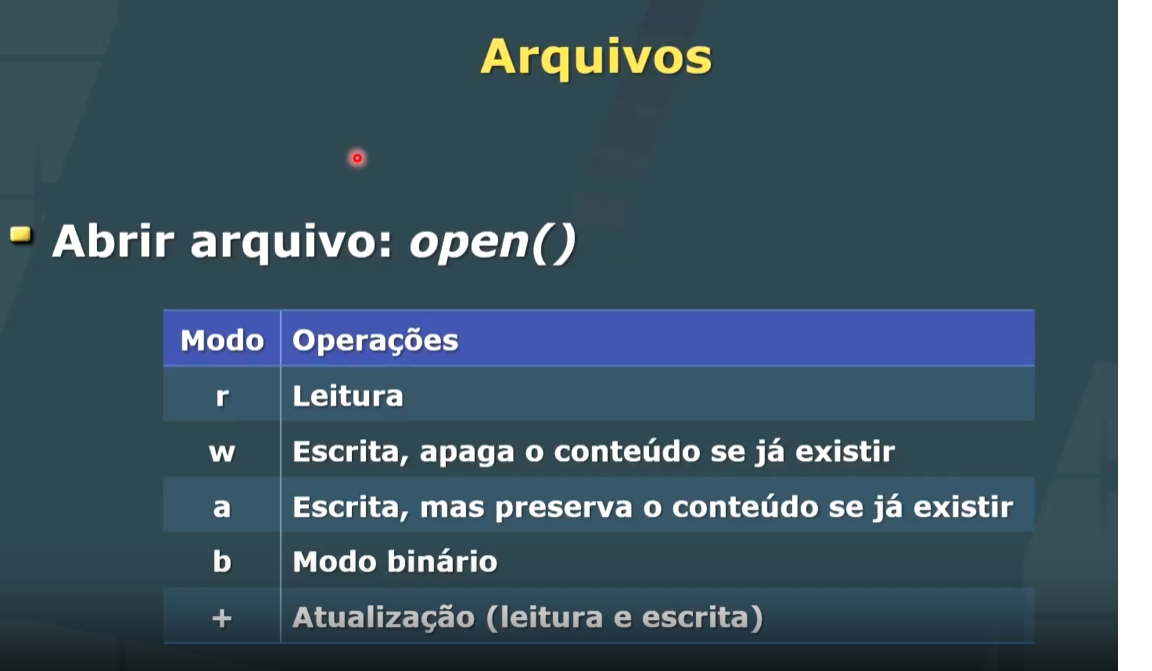 Arquivos
Abrir arquivo: open()
Modo Operações
r Leitura
w Escrita, apaga o conteúdo se já existir
a Escrita, mas preserva o conteúdo se já existir
b Modo binário
+ Atualização (leitura e escrita)